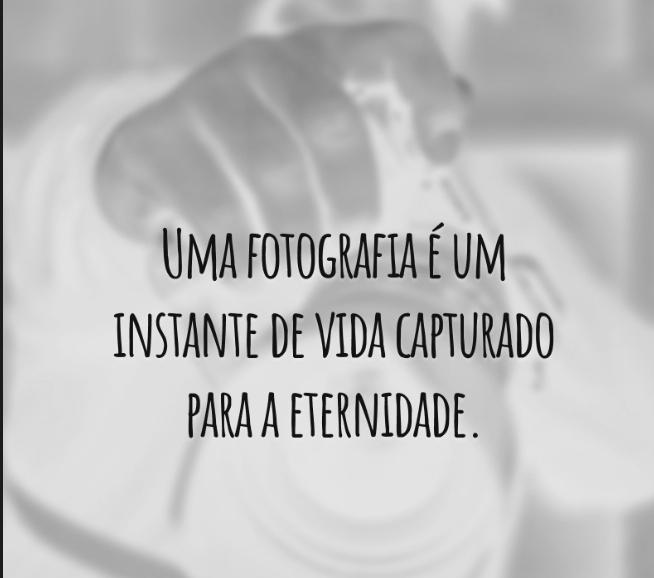 Uma fotografia é um
instante de vida capturado
para a eternidade.